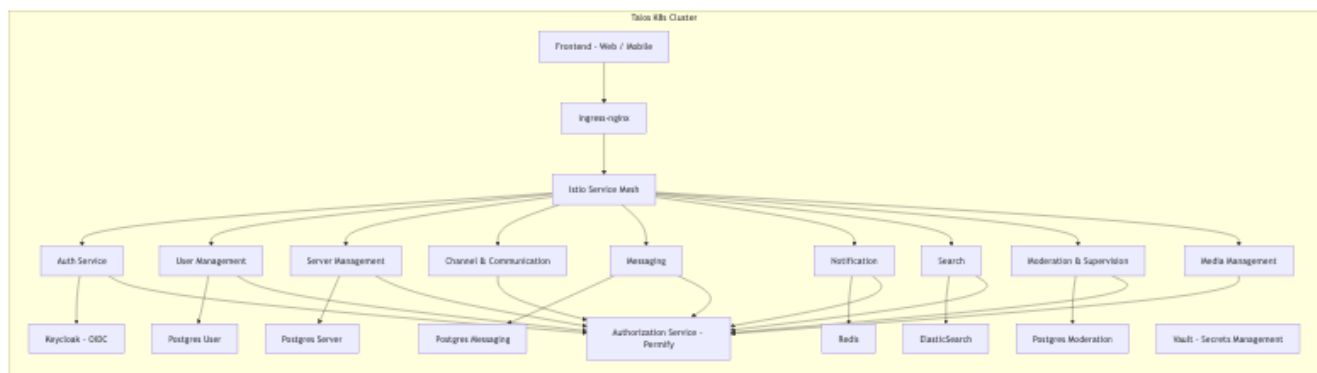 Talos K8s Cluster
Frontend - Web / Mobile
ingress-nginx
Istio Service Mesh
Auth Service
User Management
Server Management
Channel & Communication
Messaging
Notification
Search
Moderation & Supervision
Media Management
Keycloak - OIDC
Postgres User
Postgres Server
Postgres Messaging
Authorization Service -
Permify
Redis
ElasticSearch
Postgres Moderation
Vault - Secrets Management